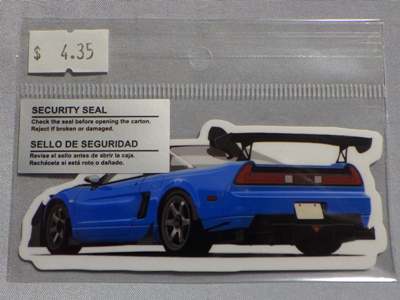 $ 4.35
SECURITY SEAL
Check the seal before opening the carton.
Reject if broken or damaged.
SELLO DE SEGURIDAD
Revise el sello antes de abrir la caja.
Rechácela si está roto o dañado.